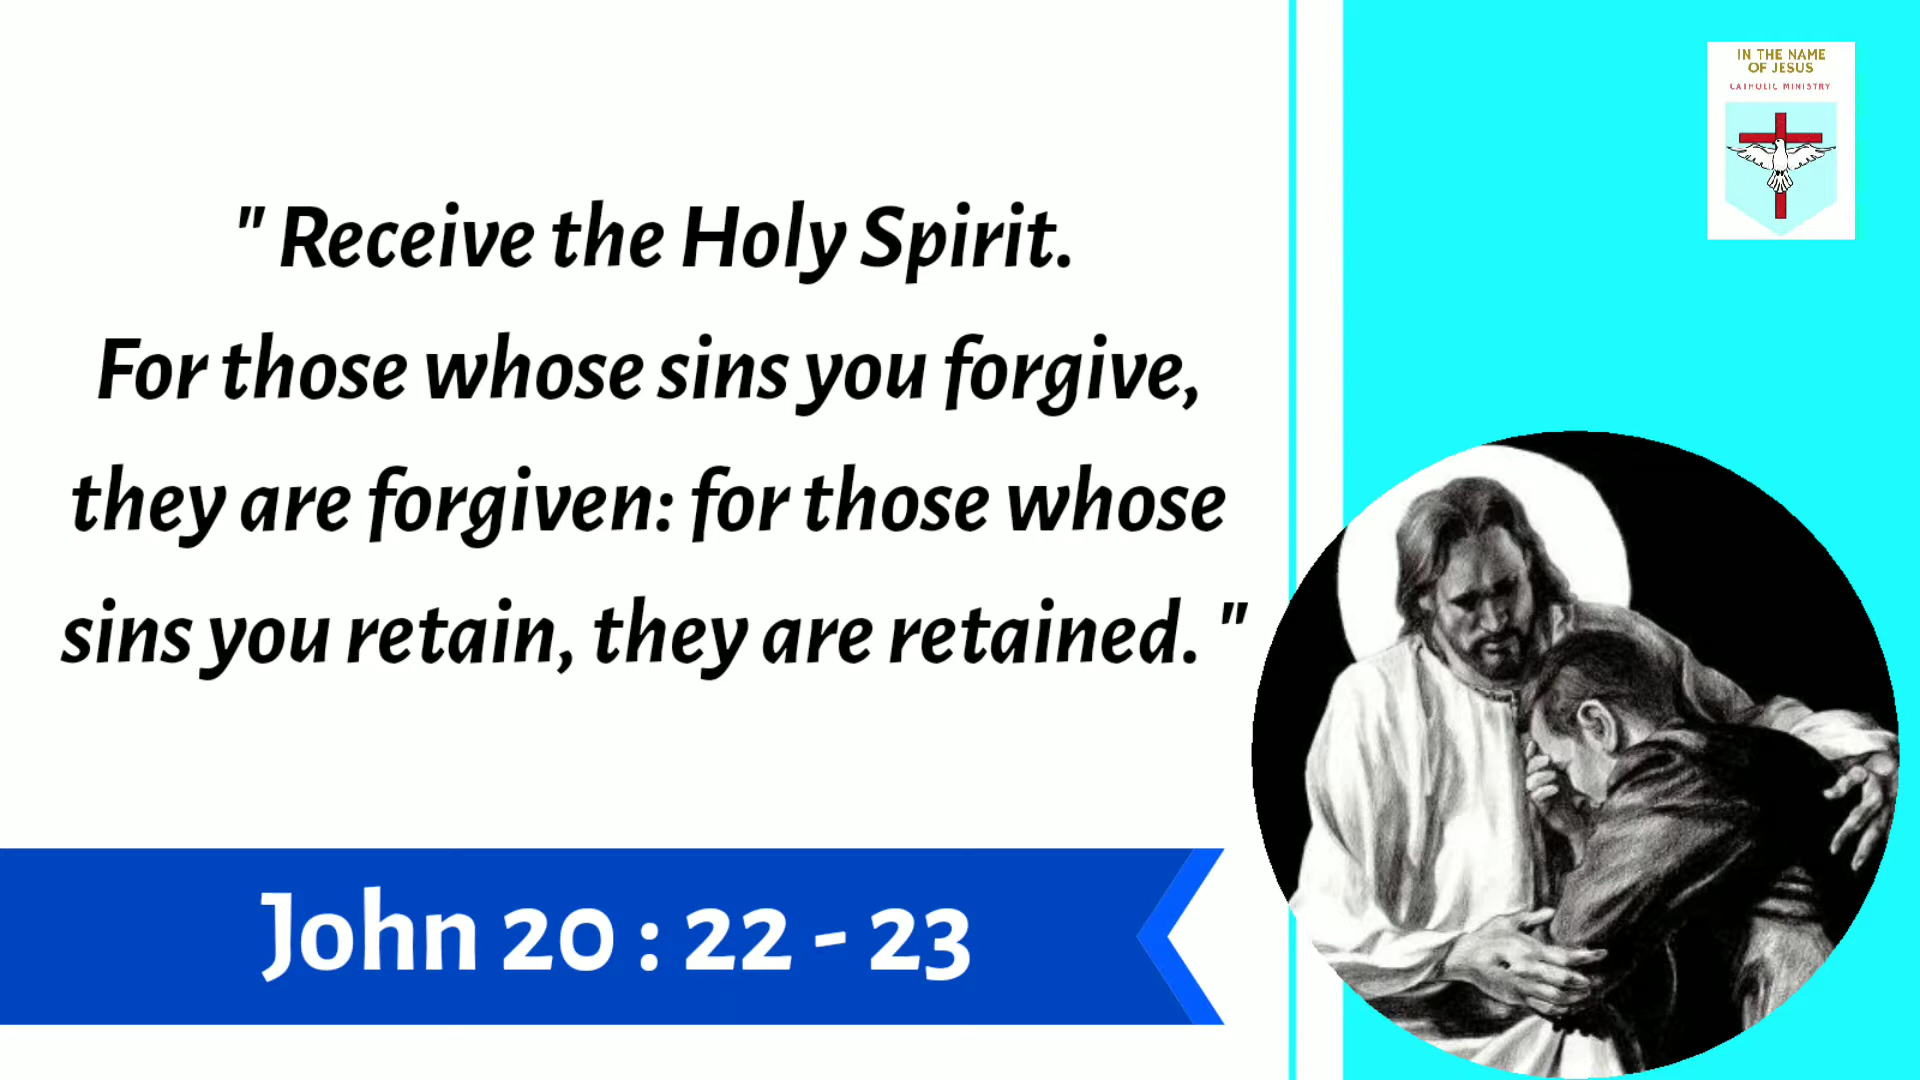 " Receive the Holy Spirit.
For those whose sins you forgive,
they are forgiven: for those whose
sins you retain, they are retained. "
John 20 : 22 - 23
IN THE NAME
OF JESUS
CATHOLIC MINISTRY